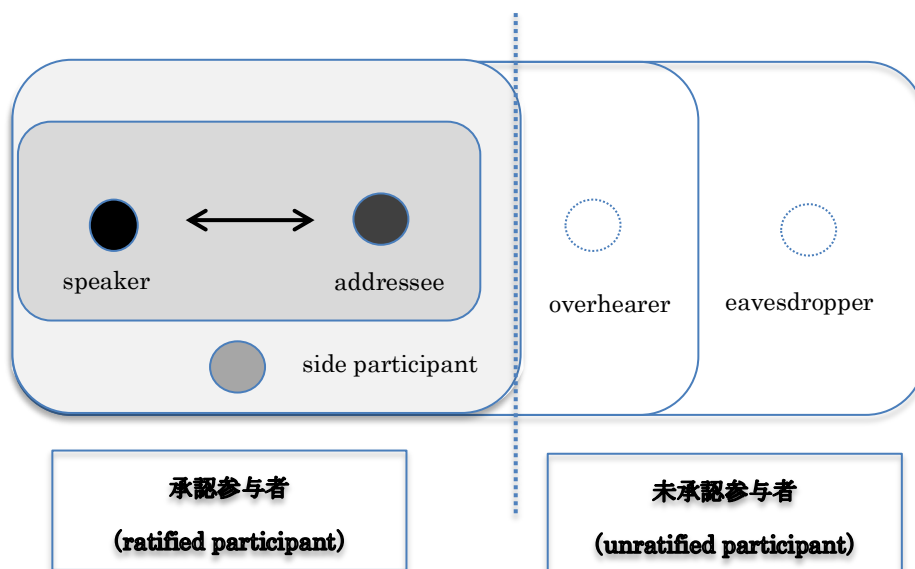 speaker
addressee
overhearer
eavesdropper
side participant
承認参与者
(ratified participant)
未承認参与者
(unratified participant)